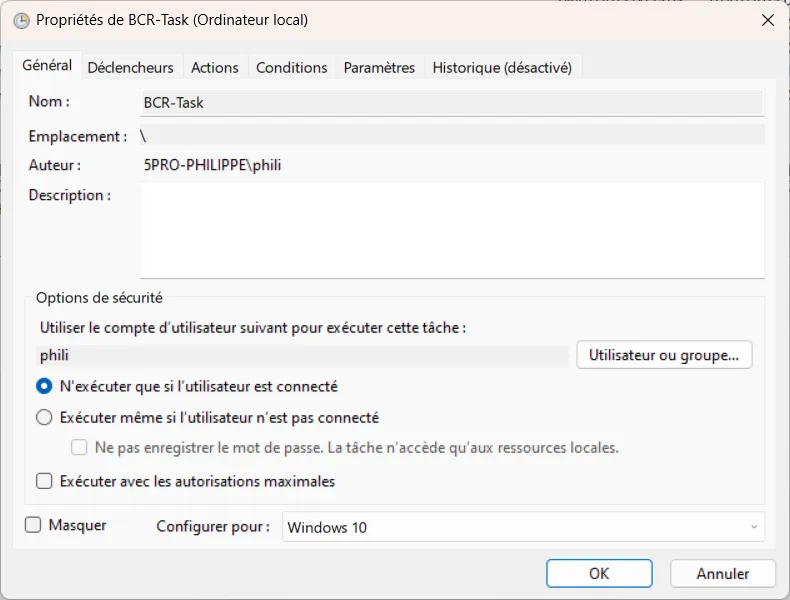 Propriétés de BCR-Task (Ordinateur local)
Général Déclencheurs Actions Conditions Paramètres Historique (désactivé)
Nom : BCR-Task
Emplacement : \
Auteur : 5PRO-PHILIPPE\phili
Description :
Options de sécurité
Utiliser le compte d'utilisateur suivant pour exécuter cette tâche :
phili Utilisateur ou groupe...
N'exécuter que si l'utilisateur est connecté
Exécuter même si l'utilisateur n'est pas connecté
Ne pas enregistrer le mot de passe. La tâche n'accède qu'aux ressources locales.
Exécuter avec les autorisations maximales
Masquer Configurer pour : Windows 10
OK Annuler